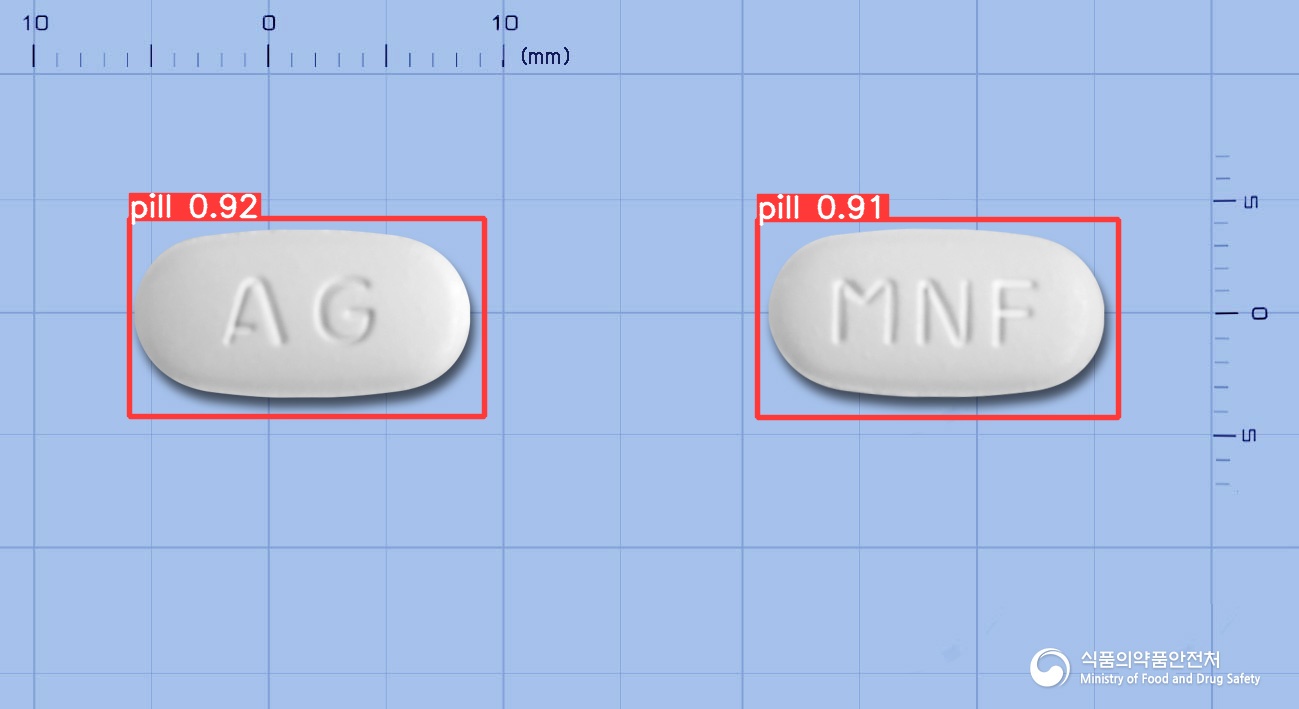 10 0 10 (mm)
pill 0.92
pill 0.91
AG
MNF
5
0
5
식품의약품안전처
Ministry of Food and Drug Safety